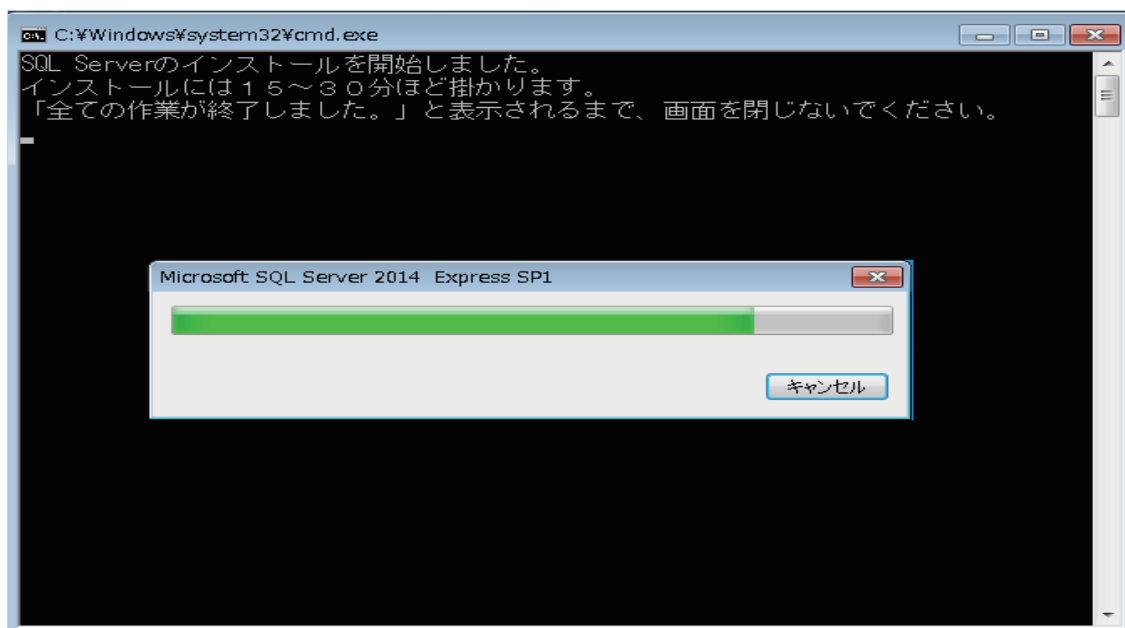 C:¥Windows¥system32¥cmd.exe
SQL Serverのインストールを開始しました。
インストールには１５～３０分ほど掛かります。
「全ての作業が終了しました。」と表示されるまで、画面を閉じないでください。
Microsoft SQL Server 2014 Express SP1
キャンセル